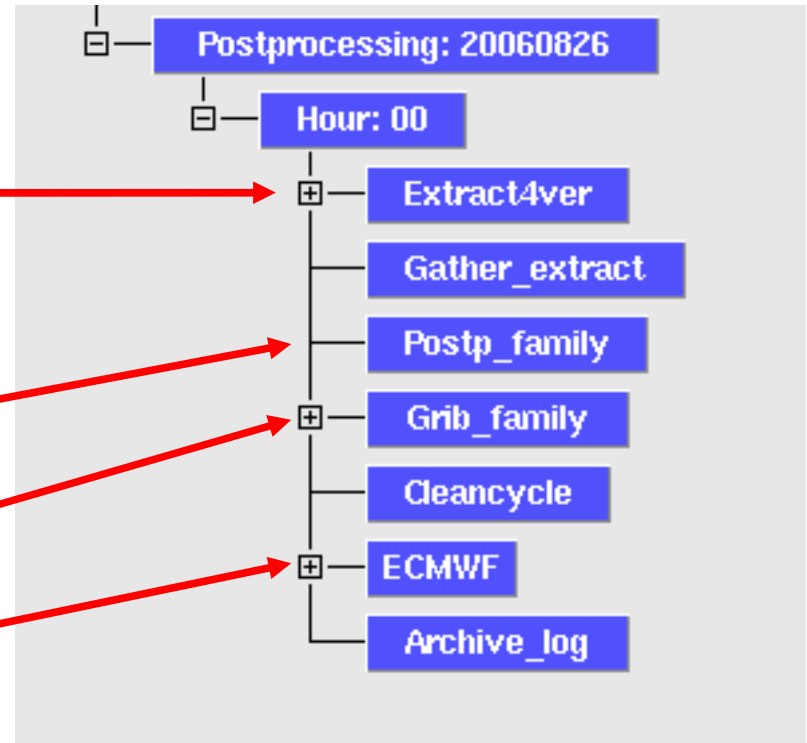 Postprocessing: 20060826
Hour: 00
Extract4ver
Gather_extract
Postp_family
Grib_family
Cleancycle
ECMWF
Archive_log